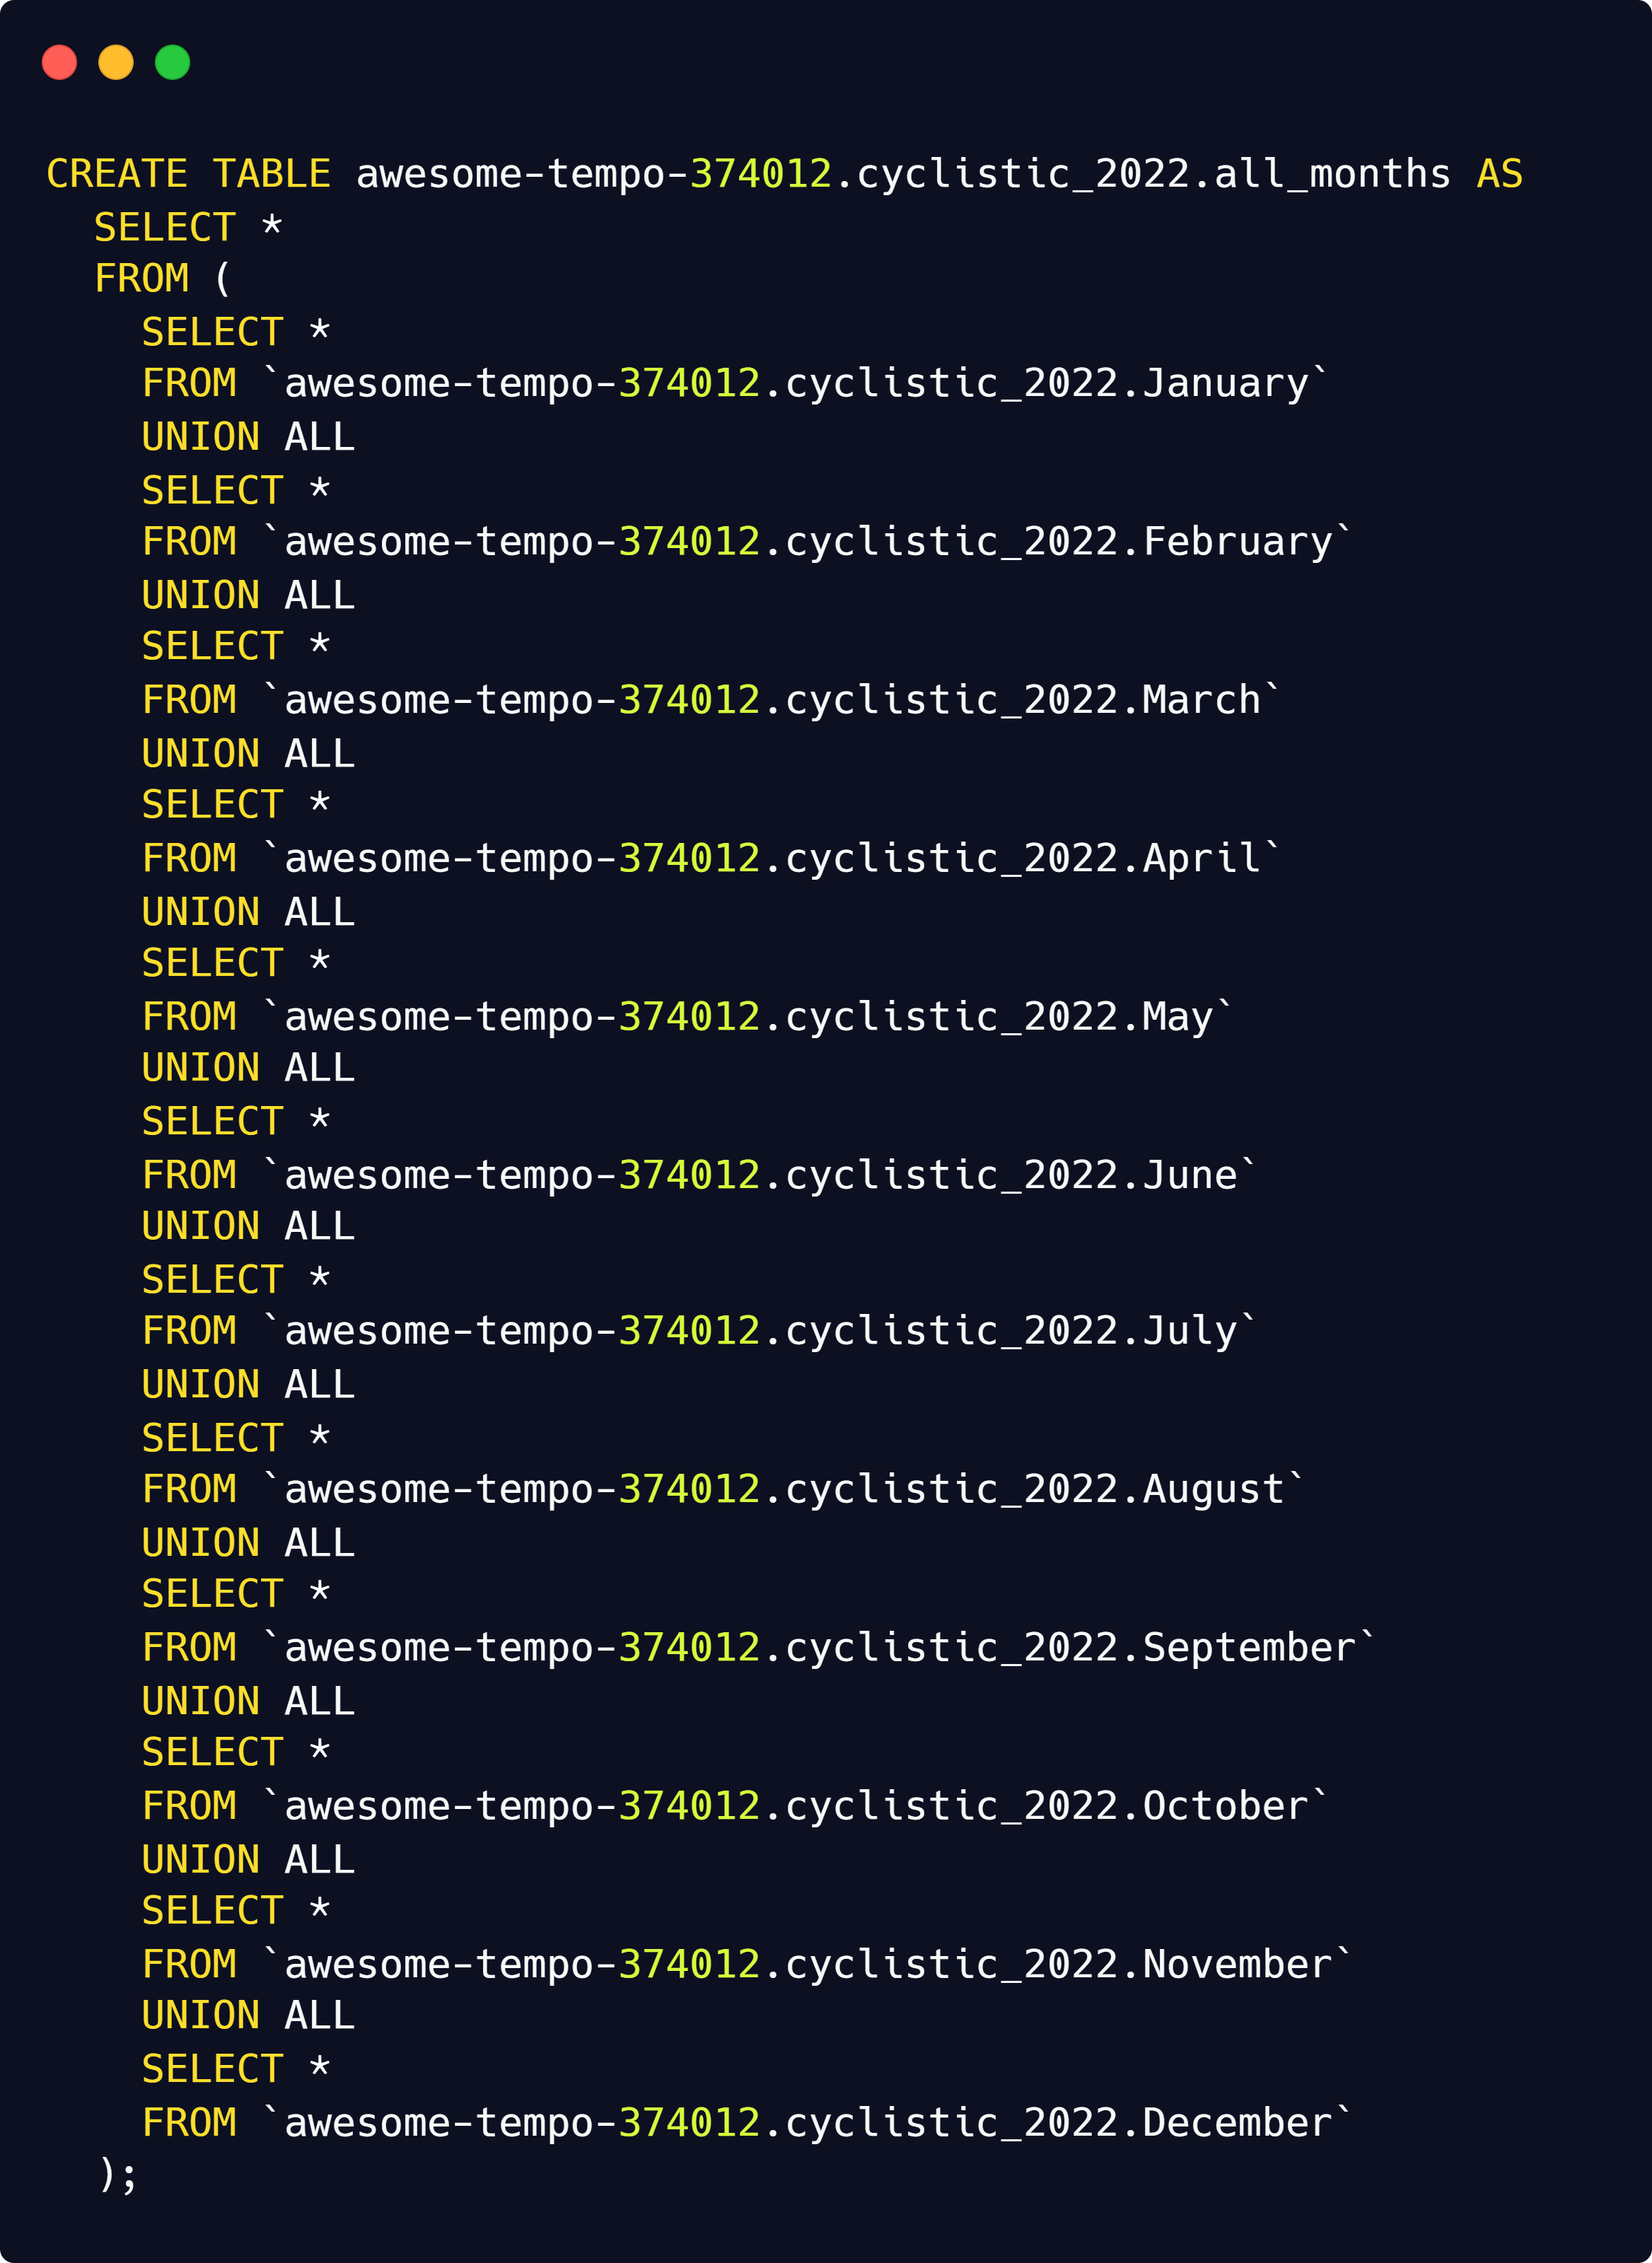 CREATE TABLE awesome-tempo-374012.cyclistic_2022.all_months AS
  SELECT *
  FROM (
    SELECT *
    FROM `awesome-tempo-374012.cyclistic_2022.January`
    UNION ALL
    SELECT *
    FROM `awesome-tempo-374012.cyclistic_2022.February`
    UNION ALL
    SELECT *
    FROM `awesome-tempo-374012.cyclistic_2022.March`
    UNION ALL
    SELECT *
    FROM `awesome-tempo-374012.cyclistic_2022.April`
    UNION ALL
    SELECT *
    FROM `awesome-tempo-374012.cyclistic_2022.May`
    UNION ALL
    SELECT *
    FROM `awesome-tempo-374012.cyclistic_2022.June`
    UNION ALL
    SELECT *
    FROM `awesome-tempo-374012.cyclistic_2022.July`
    UNION ALL
    SELECT *
    FROM `awesome-tempo-374012.cyclistic_2022.August`
    UNION ALL
    SELECT *
    FROM `awesome-tempo-374012.cyclistic_2022.September`
    UNION ALL
    SELECT *
    FROM `awesome-tempo-374012.cyclistic_2022.October`
    UNION ALL
    SELECT *
    FROM `awesome-tempo-374012.cyclistic_2022.November`
    UNION ALL
    SELECT *
    FROM `awesome-tempo-374012.cyclistic_2022.December`
  );